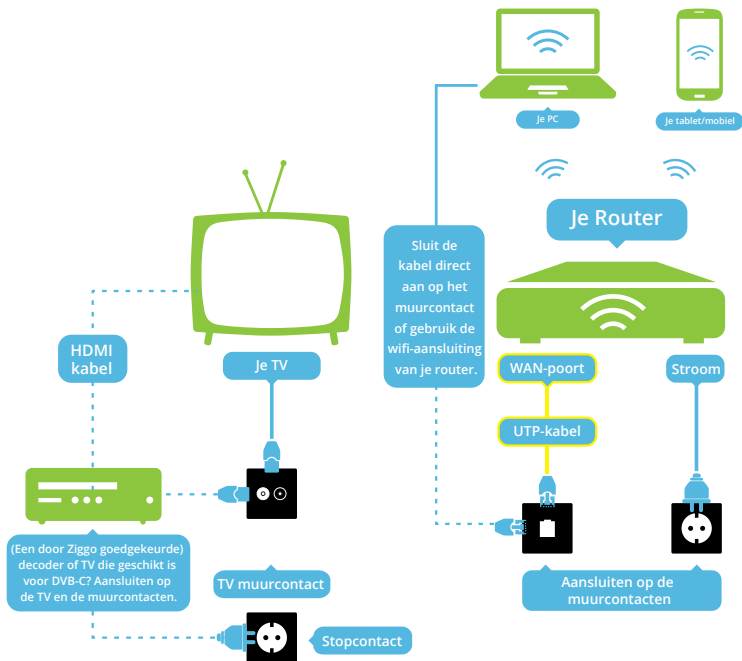 Je PC
Je tablet/mobiel
Je Router
Sluit de
kabel direct
aan op het
muurcontact
of gebruik de
wifi-aansluiting
van je router.
HDMI
kabel
Je TV
WAN-poort
Stroom
UTP-kabel
(Een door Ziggo goedgekeurde)
decoder of TV die geschikt is
voor DVB-C? Aansluiten op
de TV en de muurcontacten.
TV muurcontact
Aansluiten op de
muurcontacten
Stopcontact